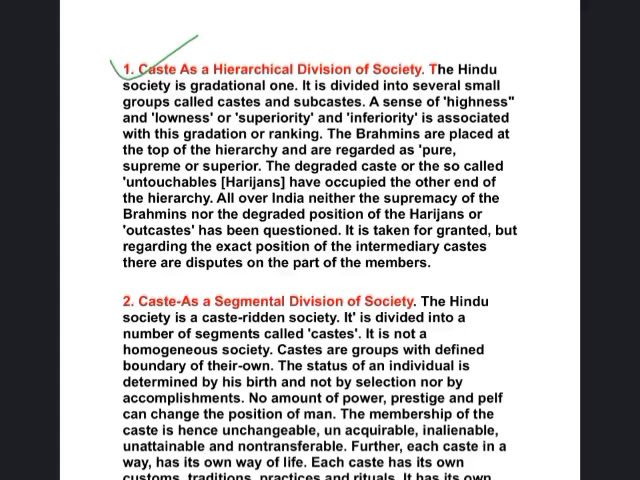 1. Caste As a Hierarchical Division of Society. The Hindu
society is gradational one. It is divided into several small
groups called castes and subcastes. A sense of 'highness"
and 'lowness' or 'superiority' and 'inferiority' is associated
with this gradation or ranking. The Brahmins are placed at
the top of the hierarchy and are regarded as 'pure,
supreme or superior. The degraded caste or the so called
'untouchables [Harijans] have occupied the other end of
the hierarchy. All over India neither the supremacy of the
Brahmins nor the degraded position of the Harijans or
'outcastes' has been questioned. It is taken for granted, but
regarding the exact position of the intermediary castes
there are disputes on the part of the members.
2. Caste-As a Segmental Division of Society. The Hindu
society is a caste-ridden society. It' is divided into a
number of segments called 'castes'. It is not a
homogeneous society. Castes are groups with defined
boundary of their-own. The status of an individual is
determined by his birth and not by selection nor by
accomplishments. No amount of power, prestige and pelf
can change the position of man. The membership of the
caste is hence unchangeable, un acquirable, inalienable,
unattainable and nontransferable. Further, each caste in a
way, has its own way of life. Each caste has its own
customs, traditions, practices and rituals. It has its own